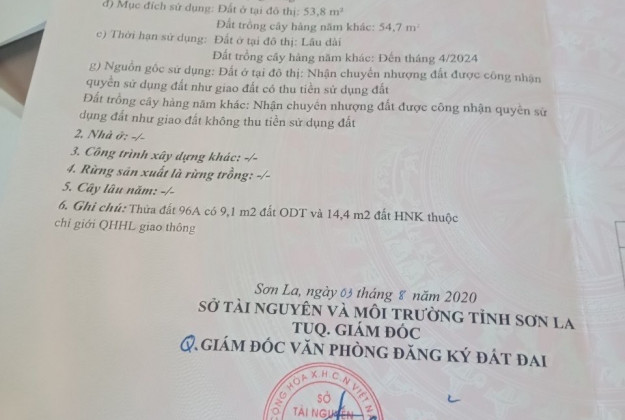 đ) Mục đích sử dụng: Đất ở tại đô thị: 53,8 m²
Đất trồng cây hàng năm khác: 54,7 m²
e) Thời hạn sử dụng: Đất ở tại đô thị: Lâu dài
Đất trồng cây hàng năm khác: Đến tháng 4/2024
g) Nguồn gốc sử dụng: Đất ở tại đô thị: Nhận chuyển nhượng đất được công nhận
quyền sử dụng đất như giao đất có thu tiền sử dụng đất
Đất trồng cây hàng năm khác: Nhận chuyển nhượng đất được công nhận quyền sử
dụng đất như giao đất không thu tiền sử dụng đất
2. Nhà ở: -/-
3. Công trình xây dựng khác: -/-
4. Rừng sản xuất là rừng trồng: -/-
5. Cây lâu năm: -/-
6. Ghi chú: Thửa đất 96A có 9,1 m2 đất ODT và 14,4 m2 đất HNK thuộc
chỉ giới QHHL giao thông
Sơn La, ngày 03 tháng 8 năm 2020
SỞ TÀI NGUYÊN VÀ MÔI TRƯỜNG TỈNH SƠN LA
TUQ. GIÁM ĐỐC
Q. GIÁM ĐỐC VĂN PHÒNG ĐĂNG KÝ ĐẤT ĐAI
CỘNG HÒA X.H.C.N VIỆT N
SỞ
TÀI NGUYÊN